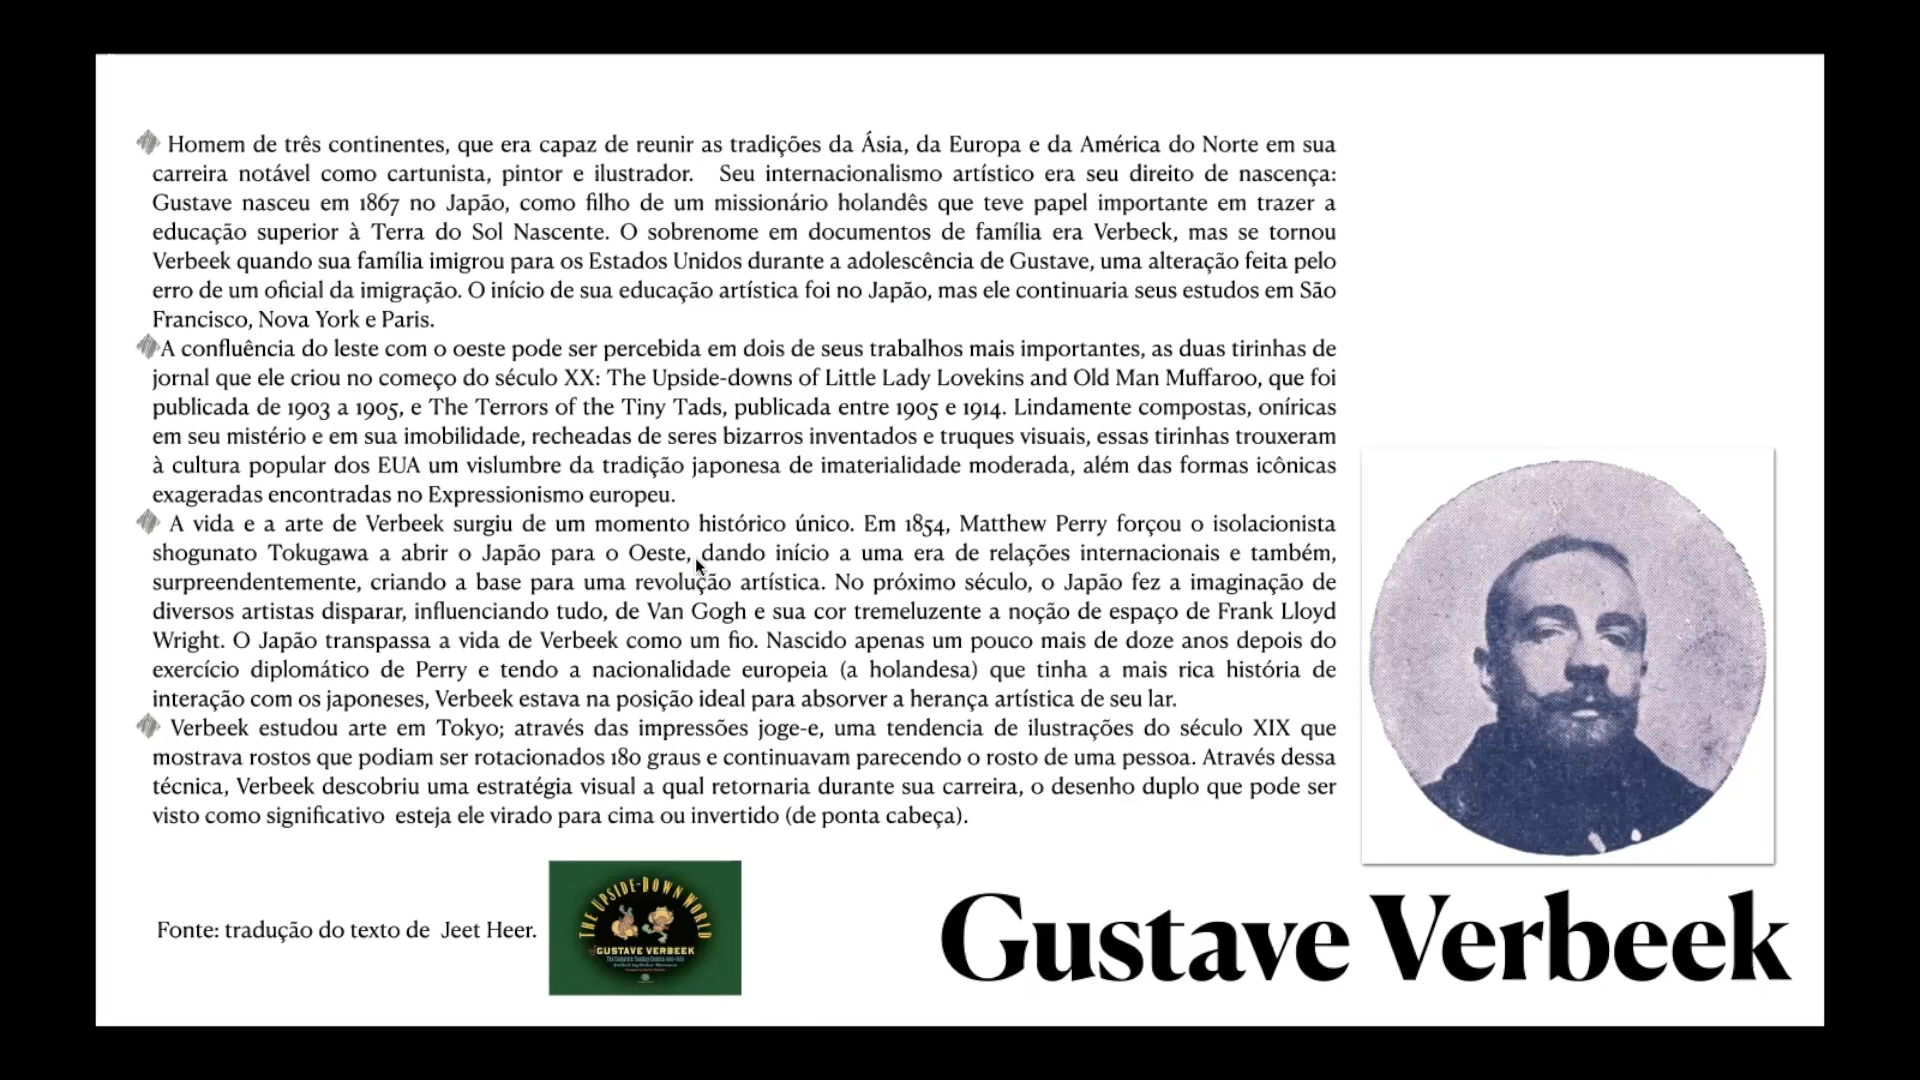 Homem de três continentes, que era capaz de reunir as tradições da Ásia, da Europa e da América do Norte em sua
carreira notável como cartunista, pintor e ilustrador. Seu internacionalismo artístico era seu direito de nascença:
Gustave nasceu em 1867 no Japão, como filho de um missionário holandês que teve papel importante em trazer a
educação superior à Terra do Sol Nascente. O sobrenome em documentos de família era Verbeck, mas se tornou
Verbeek quando sua família imigrou para os Estados Unidos durante a adolescência de Gustave, uma alteração feita pelo
erro de um oficial da imigração. O início de sua educação artística foi no Japão, mas ele continuaria seus estudos em São
Francisco, Nova York e Paris.
A confluência do leste com o oeste pode ser percebida em dois de seus trabalhos mais importantes, as duas tirinhas de
jornal que ele criou no começo do século XX: The Upside-downs of Little Lady Lovekins and Old Man Muffaroo, que foi
publicada de 1903 a 1905, e The Terrors of the Tiny Tads, publicada entre 1905 e 1914. Lindamente compostas, oníricas
em seu mistério e em sua imobilidade, recheadas de seres bizarros inventados e truques visuais, essas tirinhas trouxeram
à cultura popular dos EUA um vislumbre da tradição japonesa de imaterialidade moderada, além das formas icônicas
exageradas encontradas no Expressionismo europeu.
A vida e a arte de Verbeek surgiu de um momento histórico único. Em 1854, Matthew Perry forçou o isolacionista
shogunato Tokugawa a abrir o Japão para o Oeste, dando início a uma era de relações internacionais e também,
surpreendentemente, criando a base para uma revolução artística. No próximo século, o Japão fez a imaginação de
diversos artistas disparar, influenciando tudo, de Van Gogh e sua cor tremeluzente a noção de espaço de Frank Lloyd
Wright. O Japão transpassa a vida de Verbeek como um fio. Nascido apenas um pouco mais de doze anos depois do
exercício diplomático de Perry e tendo a nacionalidade europeia (a holandesa) que tinha a mais rica história de
interação com os japoneses, Verbeek estava na posição ideal para absorver a herança artística de seu lar.
Verbeek estudou arte em Tokyo; através das impressões joge-e, uma tendencia de ilustrações do século XIX que
mostrava rostos que podiam ser rotacionados 180 graus e continuavam parecendo o rosto de uma pessoa. Através dessa
técnica, Verbeek descobriu uma estratégia visual a qual retornaria durante sua carreira, o desenho duplo que pode ser
visto como significativo esteja ele virado para cima ou invertido (de ponta cabeça).
Fonte: tradução do texto de Jeet Heer.
THE UPSIDE-DOWN WORLD
of GUSTAVE VERBEEK
Gustave Verbeek